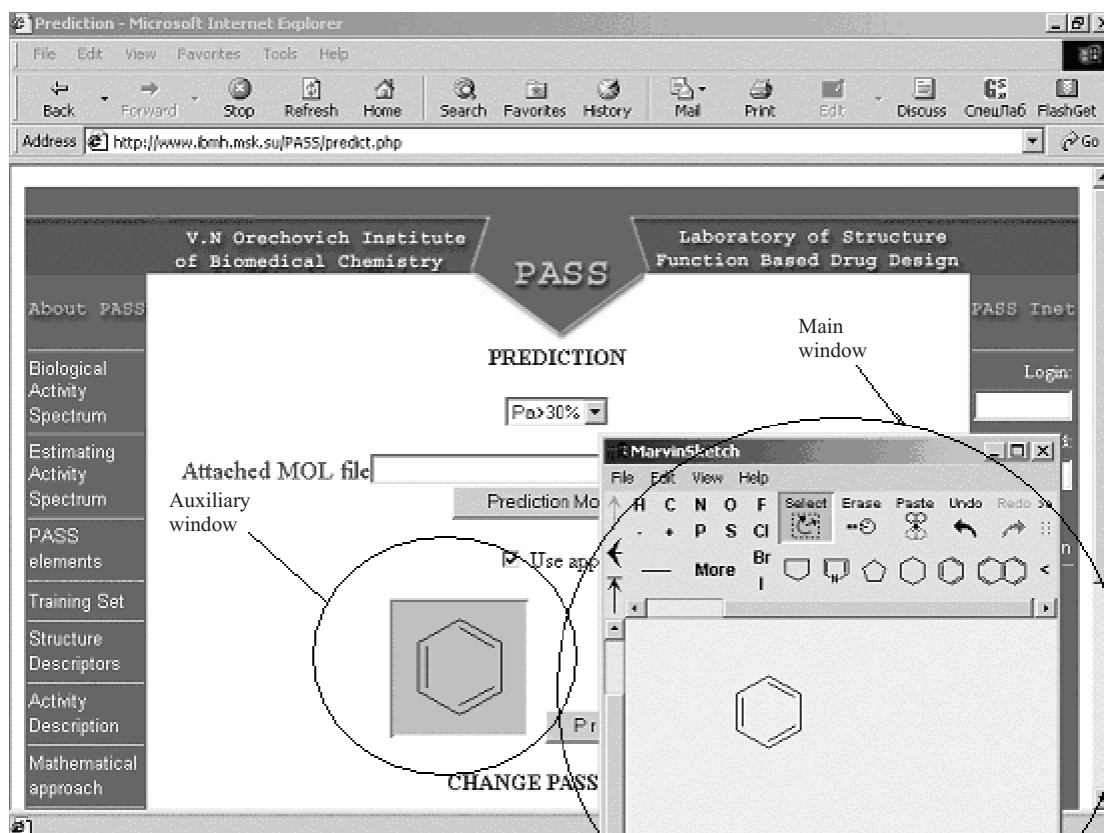 Prediction - Microsoft Internet Explorer
File Edit View Favorites Tools Help
Back Forward Stop Refresh Home Search Favorites History Mail Print Edit Discuss СпецЛаб FlashGet
Address http://www.ibmh.msk.su/PASS/predict.php Go
V.N Orechovich Institute
of Biomedical Chemistry
PASS
Laboratory of Structure
Function Based Drug Design
About PASS
Biological
Activity
Spectrum
Estimating
Activity
Spectrum
PASS
elements
Training Set
Structure
Descriptors
Activity
Description
Mathematical
approach
PREDICTION
Pa>30%
Attached MOL file
Prediction Mo
Use app
Auxiliary
window
Pr
CHANGE PASS
Main
window
PASS Inet
Login:
MarvinSketch
File Edit View Help
H C N O F Select Erase Paste Undo Redo
- + P S Cl
More Br
I
N
<